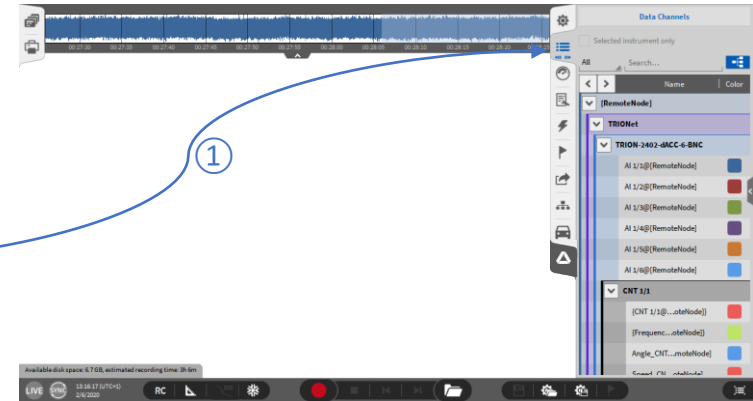 Data Channels
Selected instrument only
All Search...
00:27:30 00:27:35 00:27:40 00:27:45 00:27:50 00:27:55 00:28:00 00:28:05 00:28:10 00:28:15 00:28:20
< > Name Color
[RemoteNode]
TRIONet
TRION-2402-dACC-6-BNC
AI 1/1@[RemoteNode]
AI 1/2@[RemoteNode]
AI 1/3@[RemoteNode]
AI 1/4@[RemoteNode]
AI 1/5@[RemoteNode]
AI 1/6@[RemoteNode]
CNT 1/1
{CNT 1/1@...oteNode]}
{Frequenc...oteNode]}
Angle_CNT...moteNode]
Speed_CN...oteNode]
1
Available disk space: 6.7 GB, estimated recording time: 3h 6m
LIVE SYNC 13:16:17 (UTC+1)
2/6/2020
RC